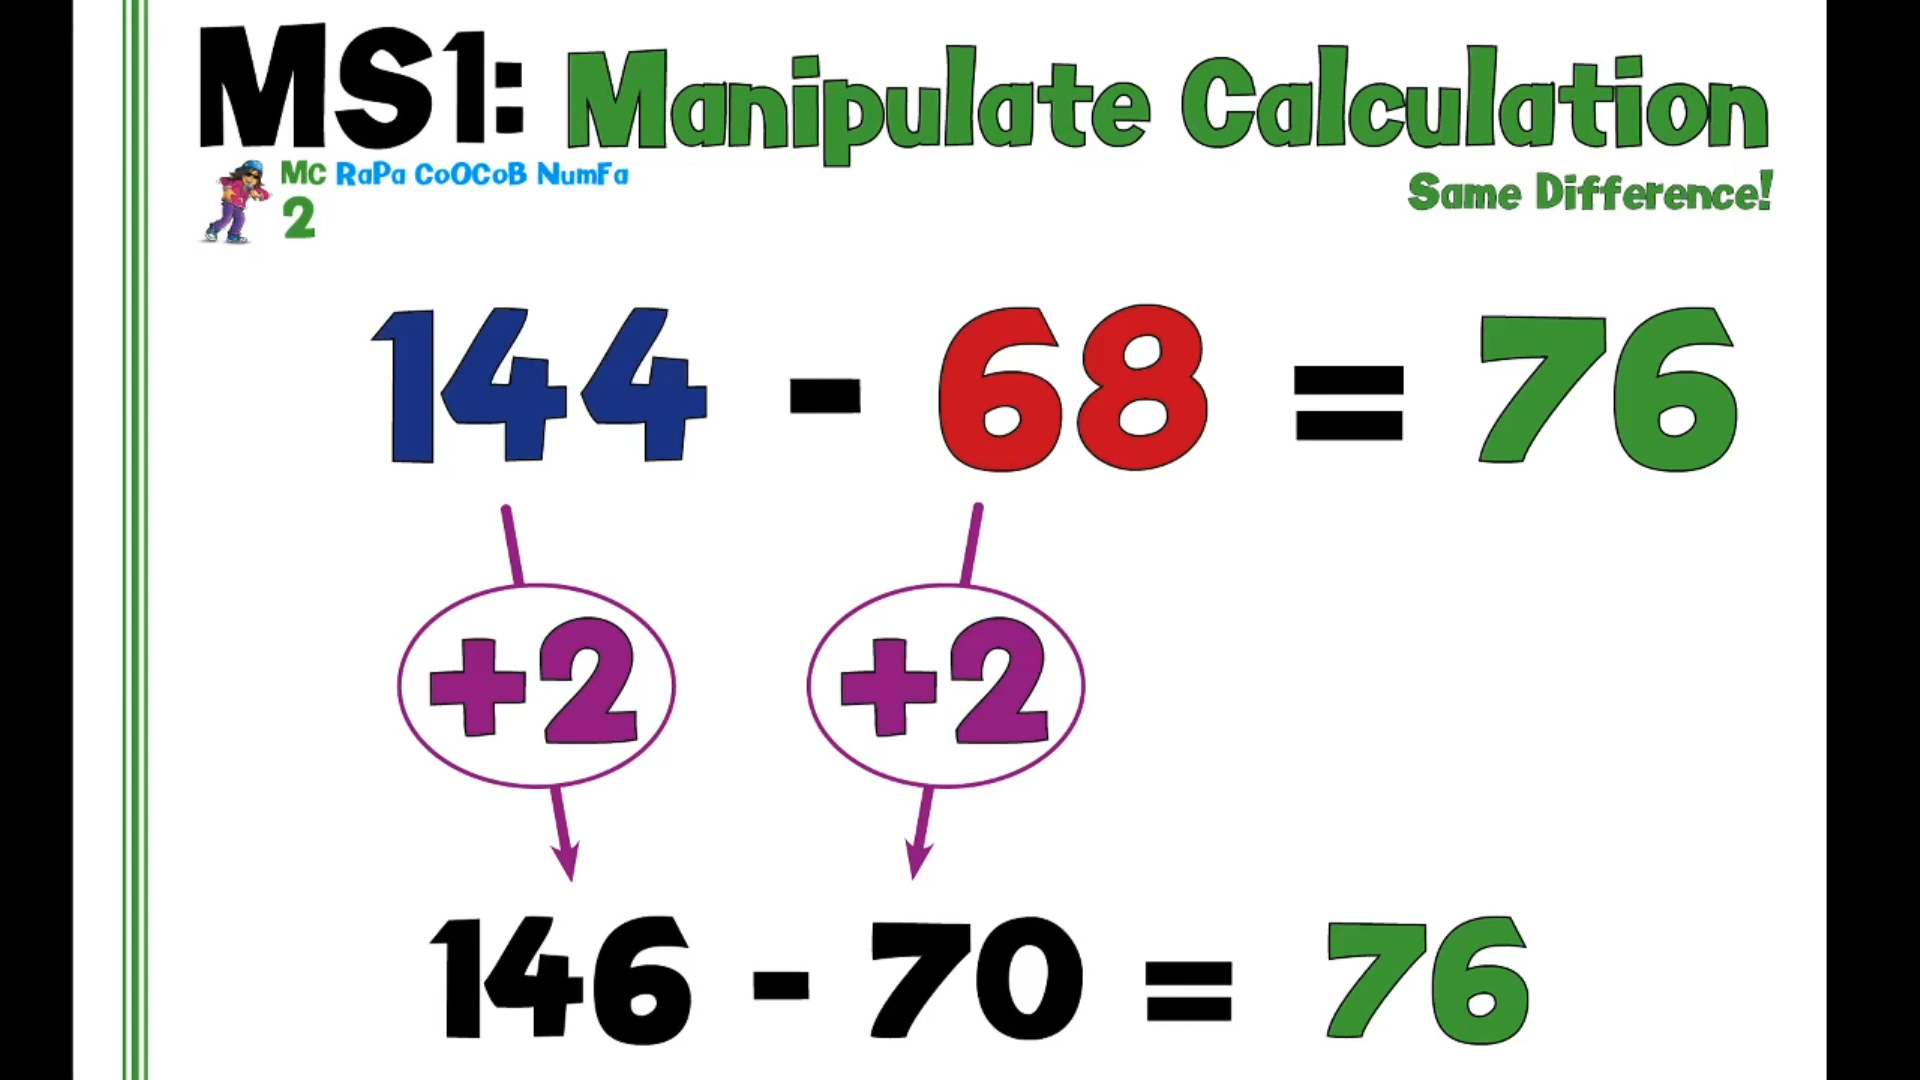 MS1: Manipulate Calculation
MC RaPa CoOCoB NumFa
2
Same Difference!
144 - 68 = 76
+2 +2
146 - 70 = 76